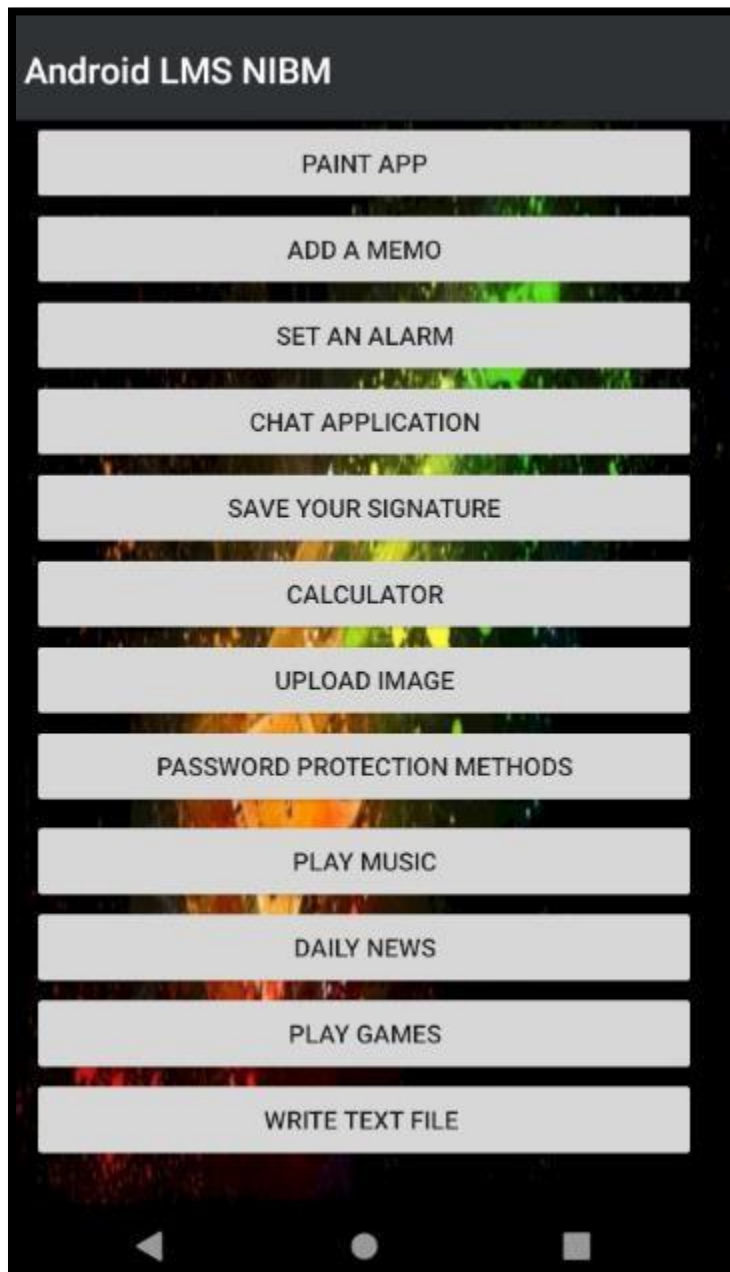 Android LMS NIBM
PAINT APP
ADD A MEMO
SET AN ALARM
CHAT APPLICATION
SAVE YOUR SIGNATURE
CALCULATOR
UPLOAD IMAGE
PASSWORD PROTECTION METHODS
PLAY MUSIC
DAILY NEWS
PLAY GAMES
WRITE TEXT FILE